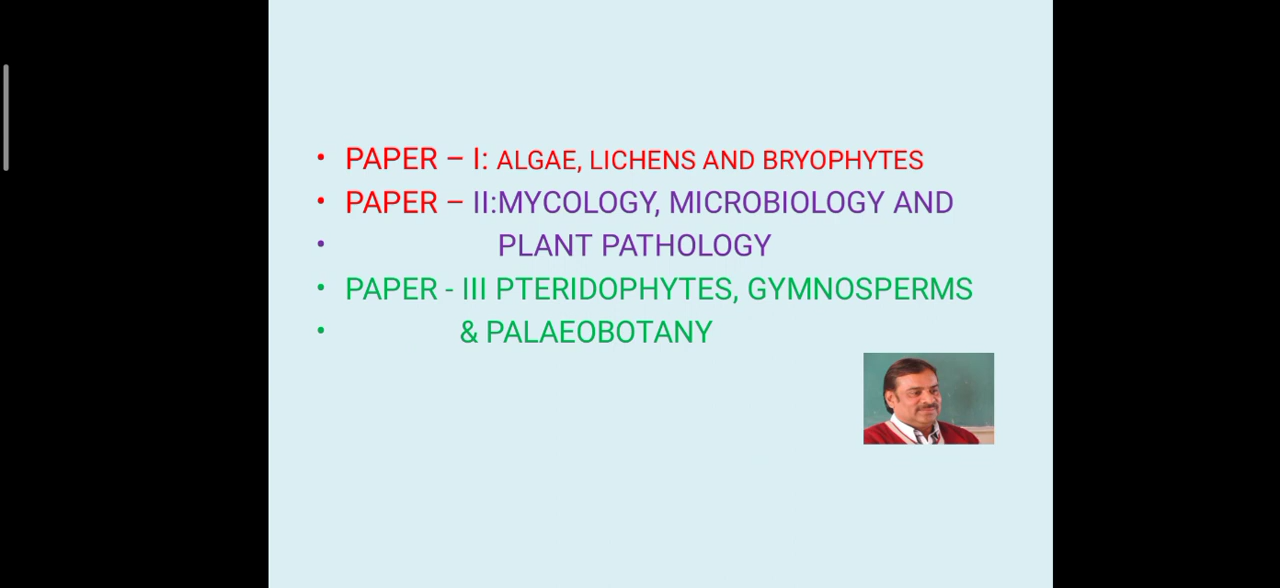 • PAPER – I: ALGAE, LICHENS AND BRYOPHYTES
• PAPER – II:MYCOLOGY, MICROBIOLOGY AND
• PLANT PATHOLOGY
• PAPER - III PTERIDOPHYTES, GYMNOSPERMS
• & PALAEOBOTANY